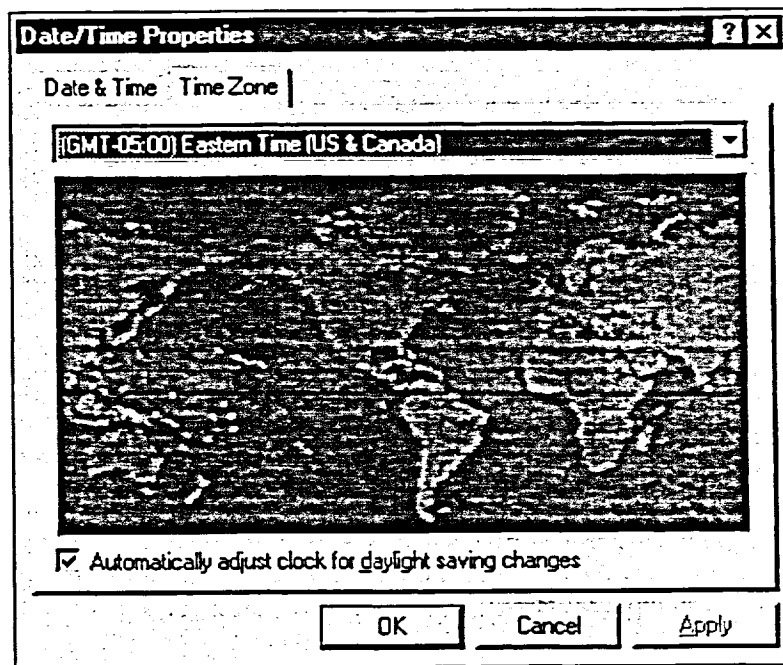 Date/Time Properties
Date & Time Time Zone
(GMT-05:00) Eastern Time (US & Canada)
Automatically adjust clock for daylight saving changes
OK Cancel Apply